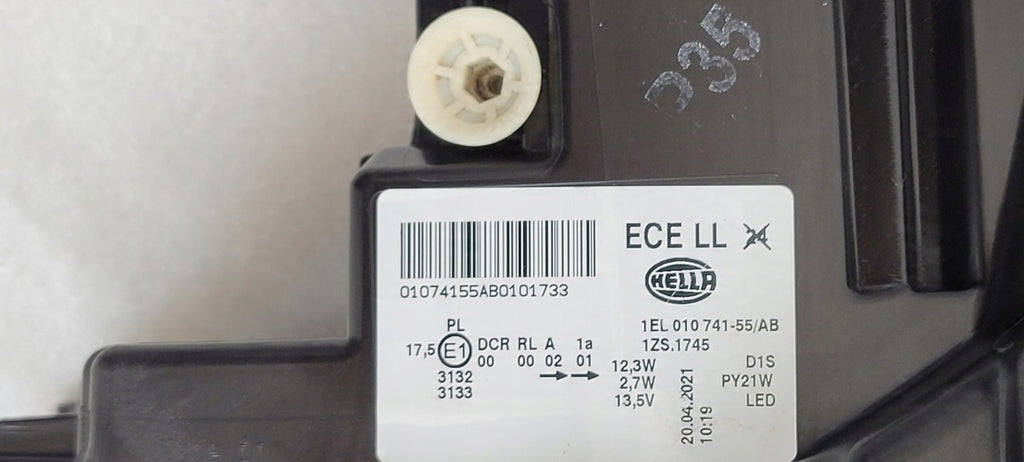 D35
ECE LL 24
01074155AB0101733
HELLA
1EL 010 741-55/AB
1ZS.1745
PL
17,5 E1 DCR RL A 1a
00 00 02 01
3132
3133
12,3W D1S
2,7W PY21W
13,5V LED
20.04.2021
10:19